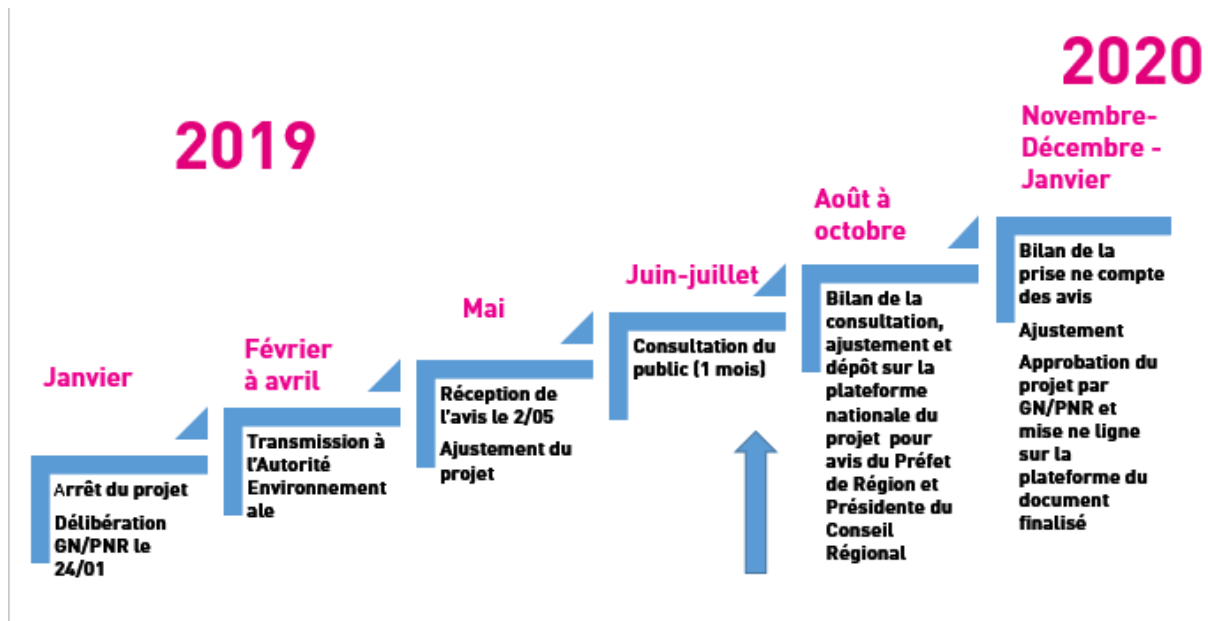 2019
2020
Janvier
Arrêt du projet
Délibération
GN/PNR le
24/01
Février
à avril
Transmission à
l'Autorité
Environnement
ale
Mai
Réception de
l'avis le 2/05
Ajustement du
projet
Juin-juillet
Consultation du
public (1 mois)
Août à
octobre
Bilan de la
consultation,
ajustement et
dépôt sur la
plateforme
nationale du
projet pour
avis du Préfet
de Région et
Présidente du
Conseil
Régional
Novembre-
Décembre -
Janvier
Bilan de la
prise ne compte
des avis
Ajustement
Approbation du
projet par
GN/PNR et
mise ne ligne
sur la
plateforme du
document
finalisé